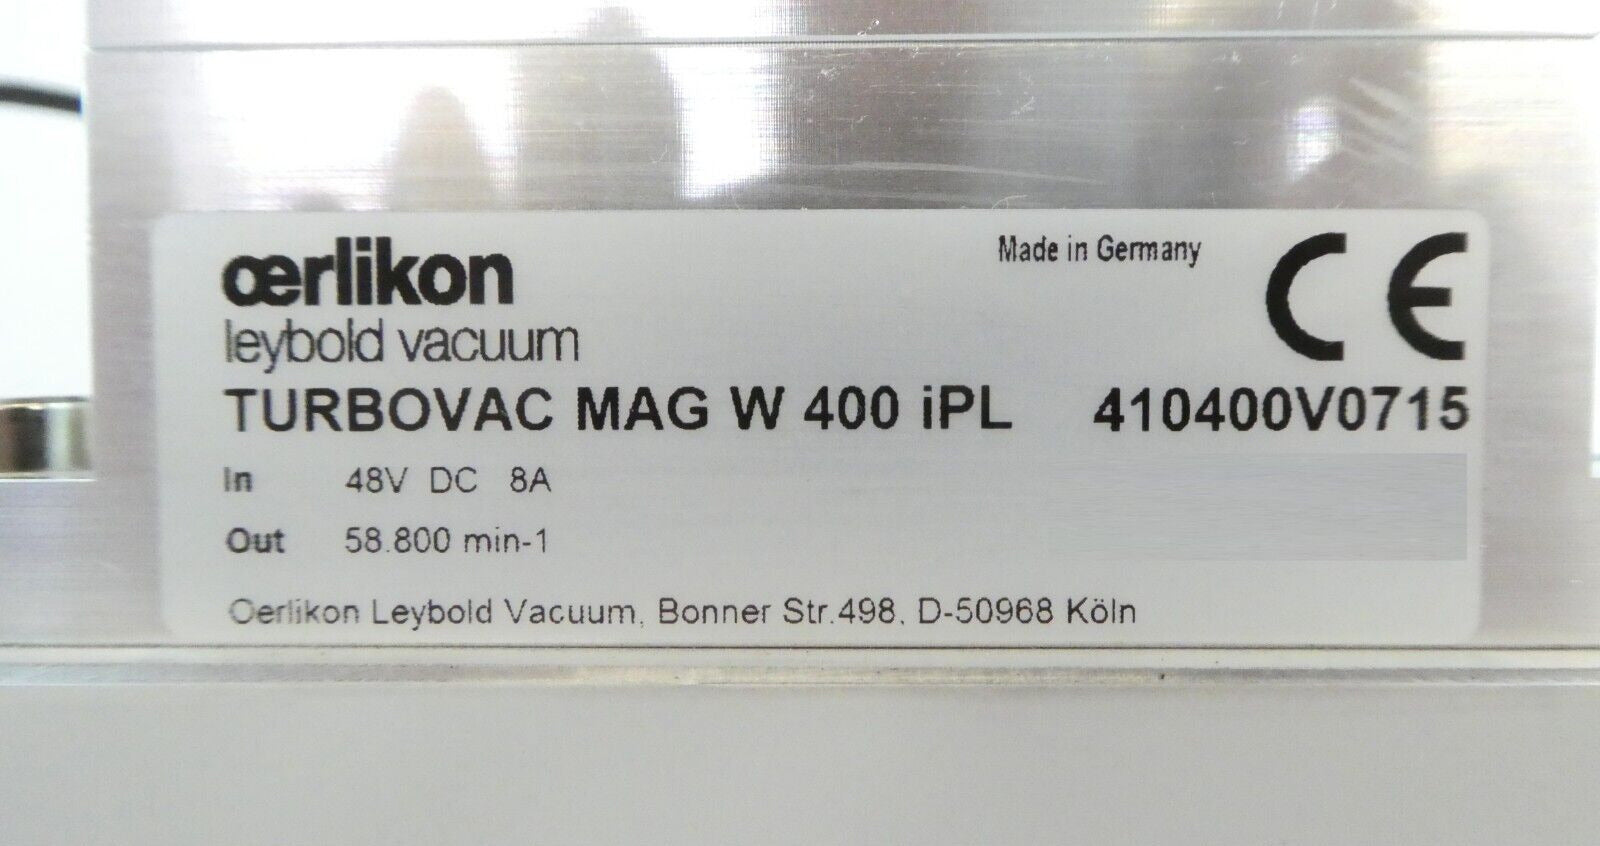 œrlikon
leybold vacuum
Made in Germany
CE
TURBOVAC MAG W 400 iPL 410400V0715
In 48V DC 8A
Out 58.800 min-1
Oerlikon Leybold Vacuum, Bonner Str.498, D-50968 Köln